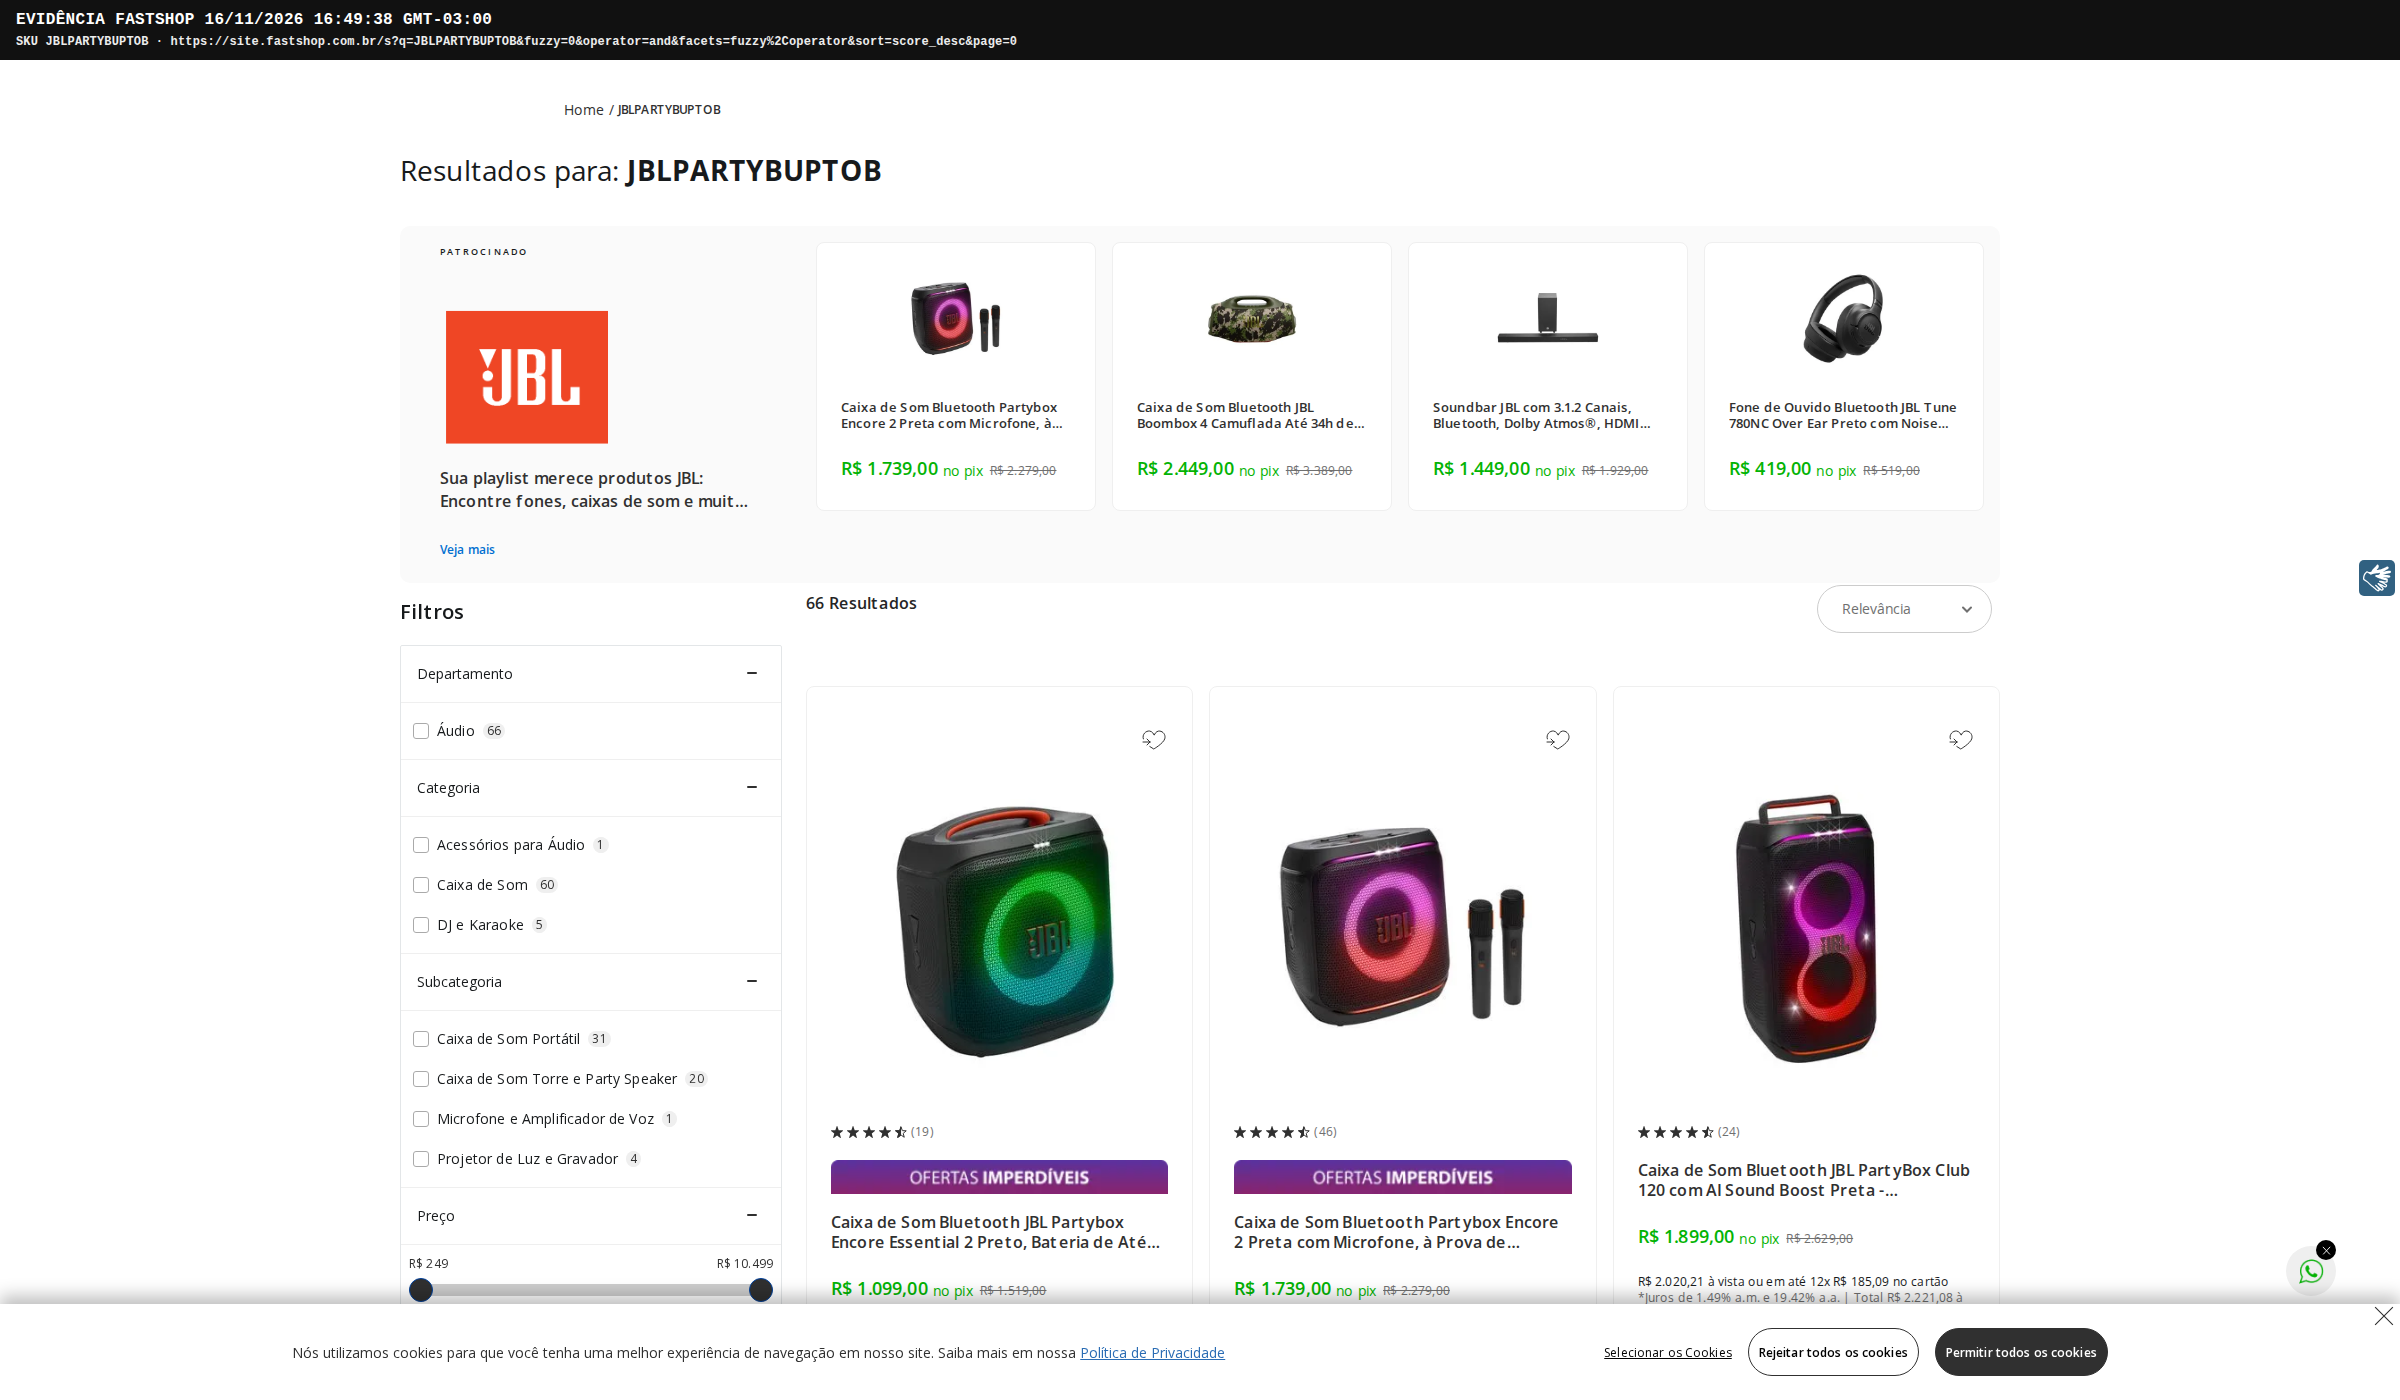 EVIDÊNCIA FASTSHOP 16/11/2026 16:49:38 GMT-03:00
SKU JBLPARTYBUPTOB · https://site.fastshop.com.br/s?q=JBLPARTYBUPTOB&fuzzy=0&operator=and&facets=fuzzy%2Coperator&sort=score_desc&page=0
Home / JBLPARTYBUPTOB
Resultados para: JBLPARTYBUPTOB
PATROCINADO
JBL
Sua playlist merece produtos JBL:
Encontre fones, caixas de som e muit...
Veja mais
Caixa de Som Bluetooth Partybox
Encore 2 Preta com Microfone, à...
R$ 1.739,00 no pix R$ 2.279,00
Caixa de Som Bluetooth JBL
Boombox 4 Camuflada Até 34h de...
R$ 2.449,00 no pix R$ 3.389,00
Soundbar JBL com 3.1.2 Canais,
Bluetooth, Dolby Atmos®, HDMI...
R$ 1.449,00 no pix R$ 1.929,00
Fone de Ouvido Bluetooth JBL Tune
780NC Over Ear Preto com Noise...
R$ 419,00 no pix R$ 519,00
Filtros
66 Resultados
Relevância
Departamento
Áudio 66
Categoria
Acessórios para Áudio 1
Caixa de Som 60
DJ e Karaoke 5
Subcategoria
Caixa de Som Portátil 31
Caixa de Som Torre e Party Speaker 20
Microfone e Amplificador de Voz 1
Projetor de Luz e Gravador 4
Preço
R$ 249 R$ 10.499
JBL
(19)
OFERTAS IMPERDÍVEIS
Caixa de Som Bluetooth JBL Partybox
Encore Essential 2 Preto, Bateria de Até...
R$ 1.099,00 no pix R$ 1.519,00
JBL
(46)
OFERTAS IMPERDÍVEIS
Caixa de Som Bluetooth Partybox Encore
2 Preta com Microfone, à Prova de...
R$ 1.739,00 no pix R$ 2.279,00
JBL
(24)
Caixa de Som Bluetooth JBL PartyBox Club
120 com AI Sound Boost Preta -...
R$ 1.899,00 no pix R$ 2.629,00
R$ 2.020,21 à vista ou em até 12x R$ 185,09 no cartão
*Juros de 1.49% a.m. e 19.42% a.a. | Total R$ 2.221,08 à
Nós utilizamos cookies para que você tenha uma melhor experiência de navegação em nosso site. Saiba mais em nossa Política de Privacidade
Selecionar os Cookies
Rejeitar todos os cookies
Permitir todos os cookies